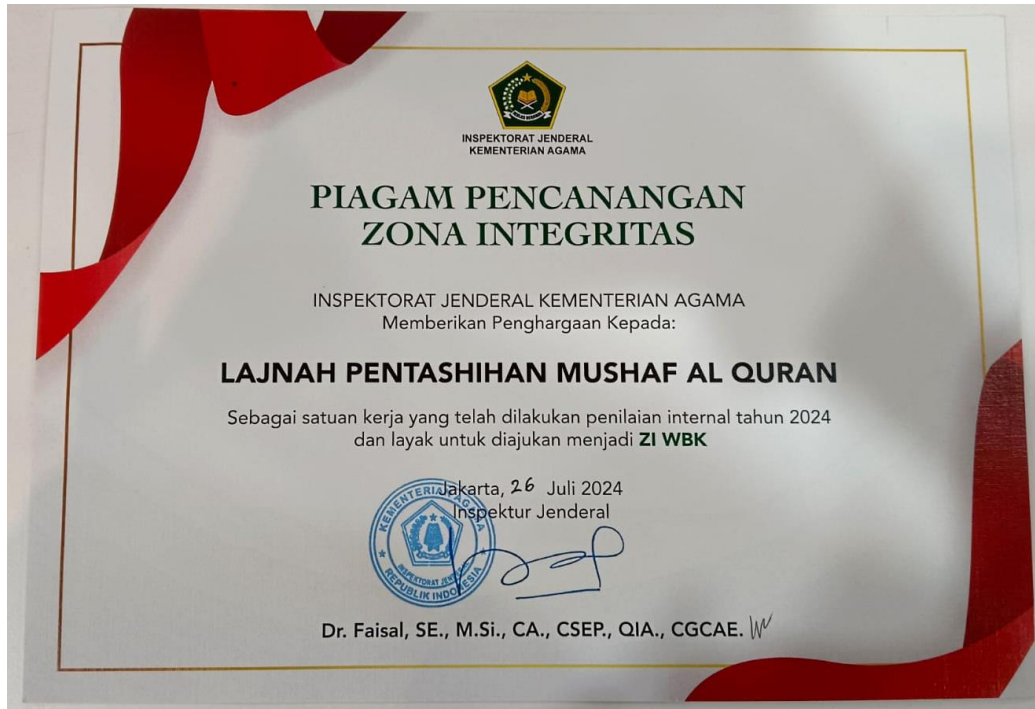 INSPEKTORAT JENDERAL
KEMENTERIAN AGAMA
PIAGAM PENCANANGAN
ZONA INTEGRITAS
INSPEKTORAT JENDERAL KEMENTERIAN AGAMA
Memberikan Penghargaan Kepada:
LAJNAH PENTASHIHAN MUSHAF AL QURAN
Sebagai satuan kerja yang telah dilakukan penilaian internal tahun 2024
dan layak untuk diajukan menjadi ZI WBK
Jakarta, 26 Juli 2024
Inspektur Jenderal
KEMENTERIAN AGAMA
INSPEKTORAT JENDERAL
REPUBLIK INDONESIA
Dr. Faisal, SE., M.Si., CA., CSEP., QIA., CGCAE.